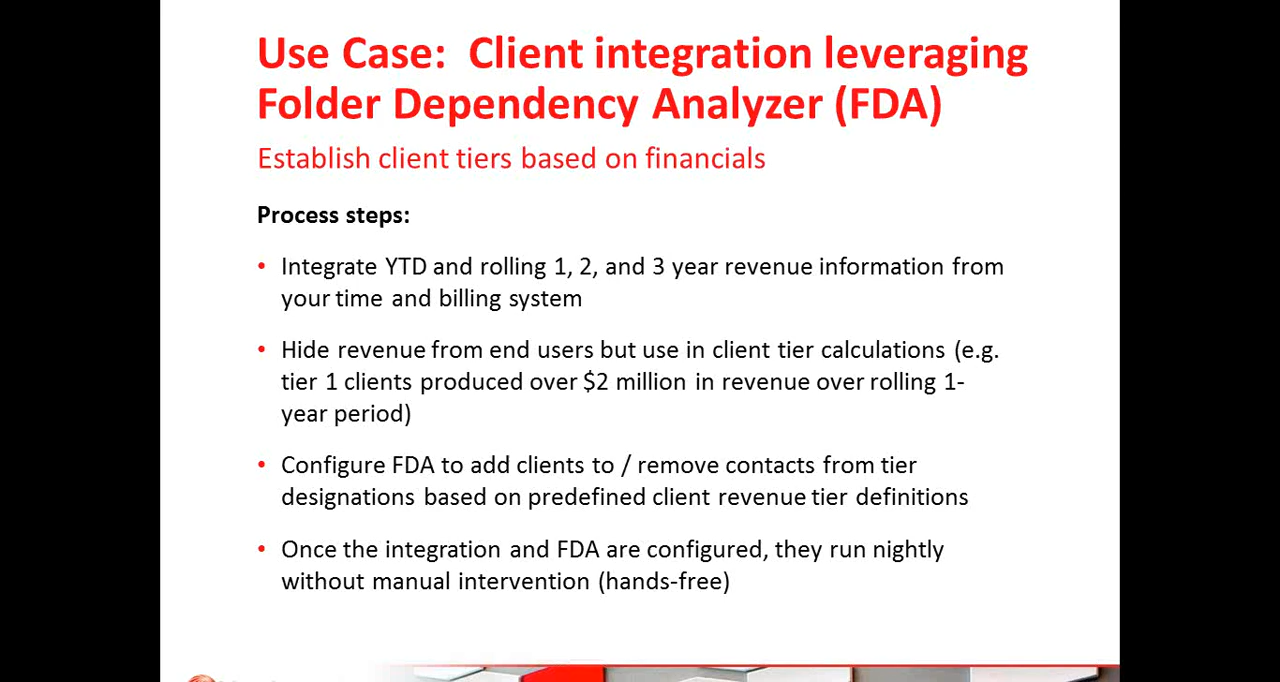 Use Case: Client integration leveraging
Folder Dependency Analyzer (FDA)
Establish client tiers based on financials
Process steps:
• Integrate YTD and rolling 1, 2, and 3 year revenue information from
your time and billing system
• Hide revenue from end users but use in client tier calculations (e.g.
tier 1 clients produced over $2 million in revenue over rolling 1-
year period)
• Configure FDA to add clients to / remove contacts from tier
designations based on predefined client revenue tier definitions
• Once the integration and FDA are configured, they run nightly
without manual intervention (hands-free)